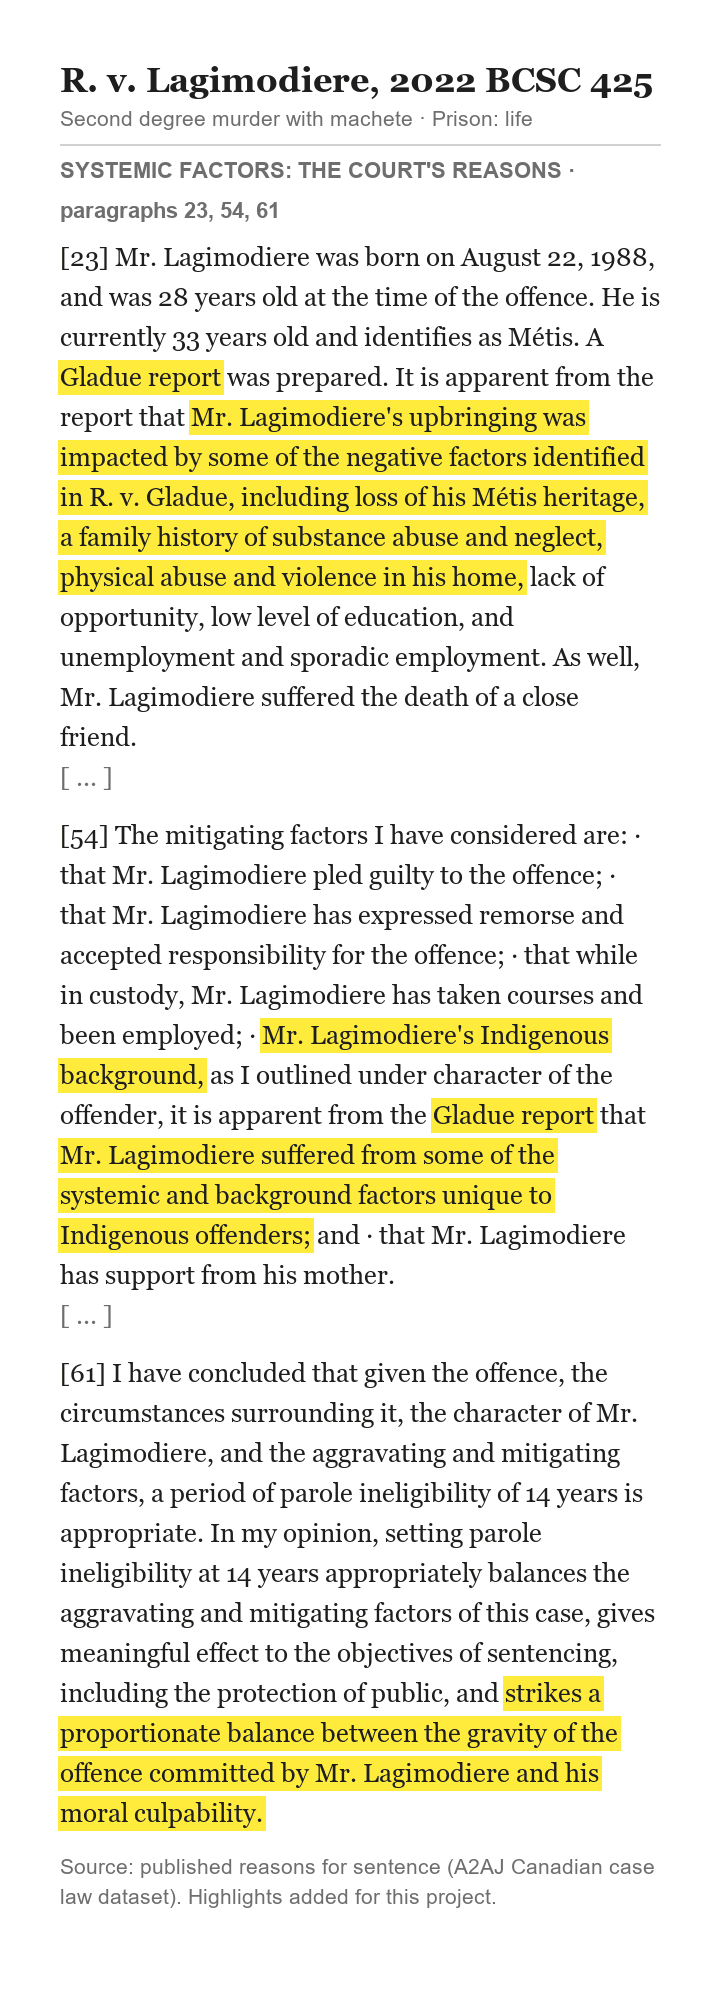 R. v. Lagimodiere, 2022 BCSC 425
Second degree murder with machete · Prison: life
SYSTEMIC FACTORS: THE COURT'S REASONS ·
paragraphs 23, 54, 61
[23] Mr. Lagimodiere was born on August 22, 1988,
and was 28 years old at the time of the offence. He is
currently 33 years old and identifies as Métis. A
Gladue report was prepared. It is apparent from the
report that Mr. Lagimodiere's upbringing was
impacted by some of the negative factors identified
in R. v. Gladue, including loss of his Métis heritage,
a family history of substance abuse and neglect,
physical abuse and violence in his home, lack of
opportunity, low level of education, and
unemployment and sporadic employment. As well,
Mr. Lagimodiere suffered the death of a close
friend.
[ ... ]
[54] The mitigating factors I have considered are: ·
that Mr. Lagimodiere pled guilty to the offence; ·
that Mr. Lagimodiere has expressed remorse and
accepted responsibility for the offence; · that while
in custody, Mr. Lagimodiere has taken courses and
been employed; · Mr. Lagimodiere's Indigenous
background, as I outlined under character of the
offender, it is apparent from the Gladue report that
Mr. Lagimodiere suffered from some of the
systemic and background factors unique to
Indigenous offenders; and · that Mr. Lagimodiere
has support from his mother.
[ ... ]
[61] I have concluded that given the offence, the
circumstances surrounding it, the character of Mr.
Lagimodiere, and the aggravating and mitigating
factors, a period of parole ineligibility of 14 years is
appropriate. In my opinion, setting parole
ineligibility at 14 years appropriately balances the
aggravating and mitigating factors of this case, gives
meaningful effect to the objectives of sentencing,
including the protection of public, and strikes a
proportionate balance between the gravity of the
offence committed by Mr. Lagimodiere and his
moral culpability.
Source: published reasons for sentence (A2AJ Canadian case
law dataset). Highlights added for this project.